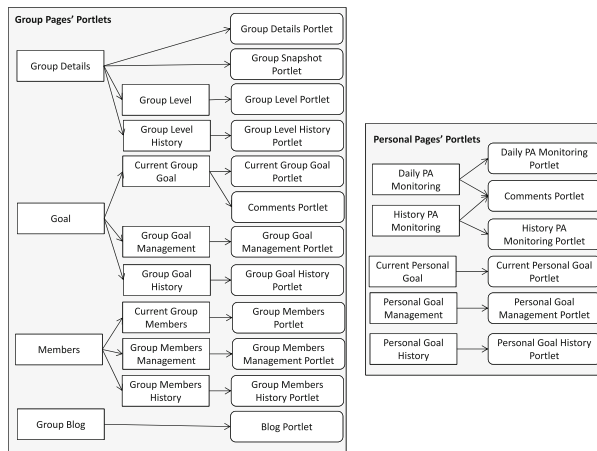 Group Pages' Portlets
Group Details
Group Details Portlet
Group Snapshot
Portlet
Group Level
Group Level Portlet
Group Level
History
Group Level History
Portlet
Goal
Current Group
Goal
Current Group Goal
Portlet
Comments Portlet
Group Goal
Management
Group Goal
Management Portlet
Group Goal
History
Group Goal History
Portlet
Members
Current Group
Members
Group Members
Portlet
Group Members
Management
Group Members
Management Portlet
Group Members
History
Group Members
History Portlet
Group Blog
Blog Portlet
Personal Pages' Portlets
Daily PA
Monitoring
Daily PA Monitoring
Portlet
Comments Portlet
History PA
Monitoring
History PA
Monitoring Portlet
Current Personal
Goal
Current Personal Goal
Portlet
Personal Goal
Management
Personal Goal
Management Portlet
Personal Goal
History
Personal Goal History
Portlet